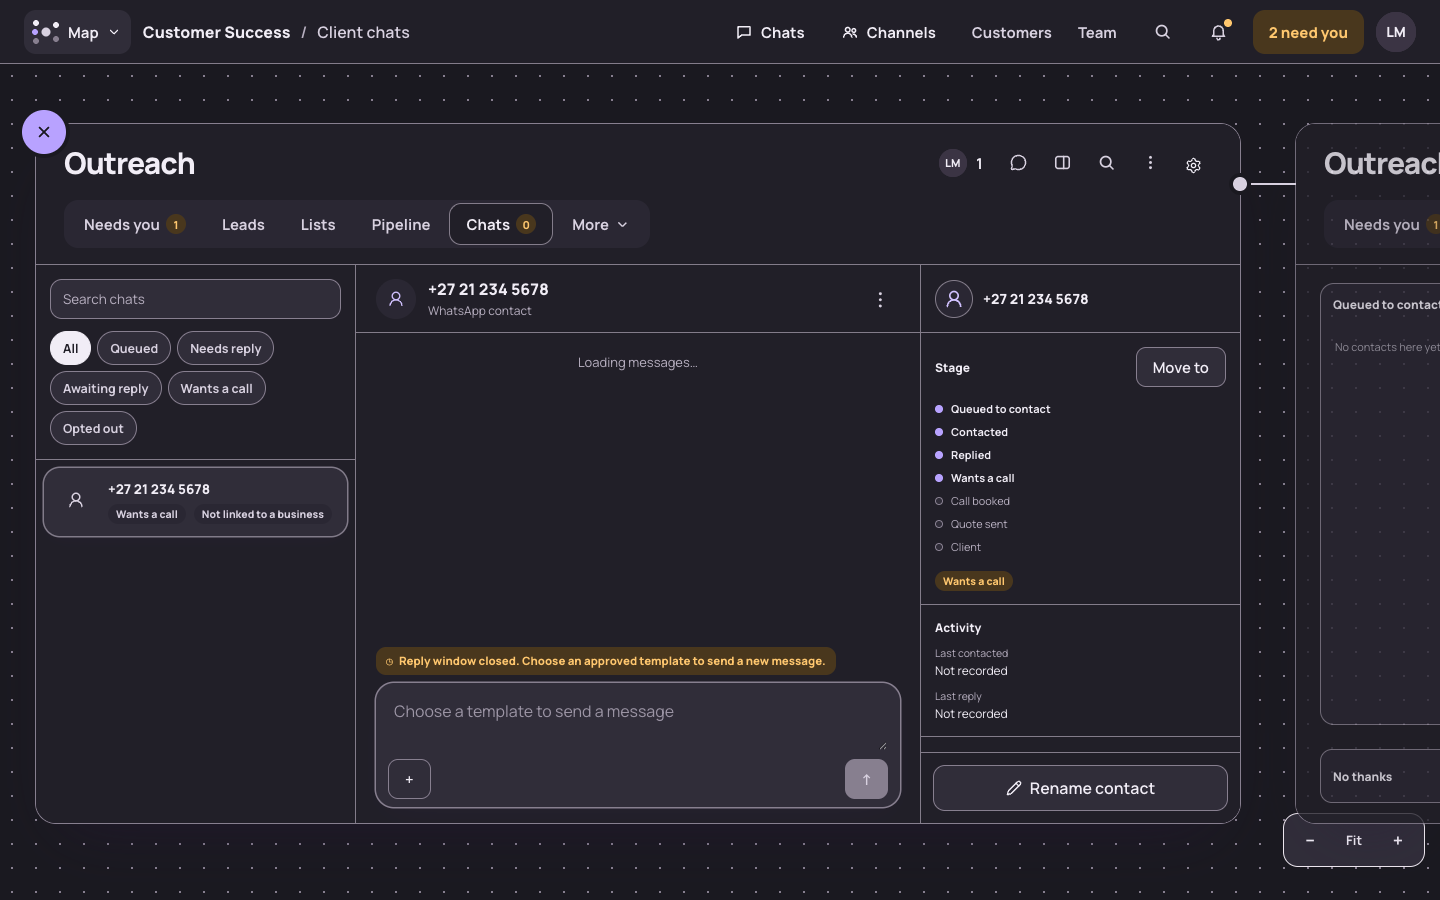 Map
Customer Success / Client chats
Chats
Channels
Customers
Team
2 need you
LM
Outreach
LM 1
Needs you 1
Leads
Lists
Pipeline
Chats 0
More
Search chats
All
Queued
Needs reply
Awaiting reply
Wants a call
Opted out
+27 21 234 5678
Wants a call
Not linked to a business
+27 21 234 5678
WhatsApp contact
Loading messages...
Reply window closed. Choose an approved template to send a new message.
Choose a template to send a message
+
↑
+27 21 234 5678
Stage
Move to
Queued to contact
Contacted
Replied
Wants a call
Call booked
Quote sent
Client
Wants a call
Activity
Last contacted
Not recorded
Last reply
Not recorded
Rename contact
Outreach
Needs you 1
Queued to contact
No contacts here yet
No thanks
− Fit +